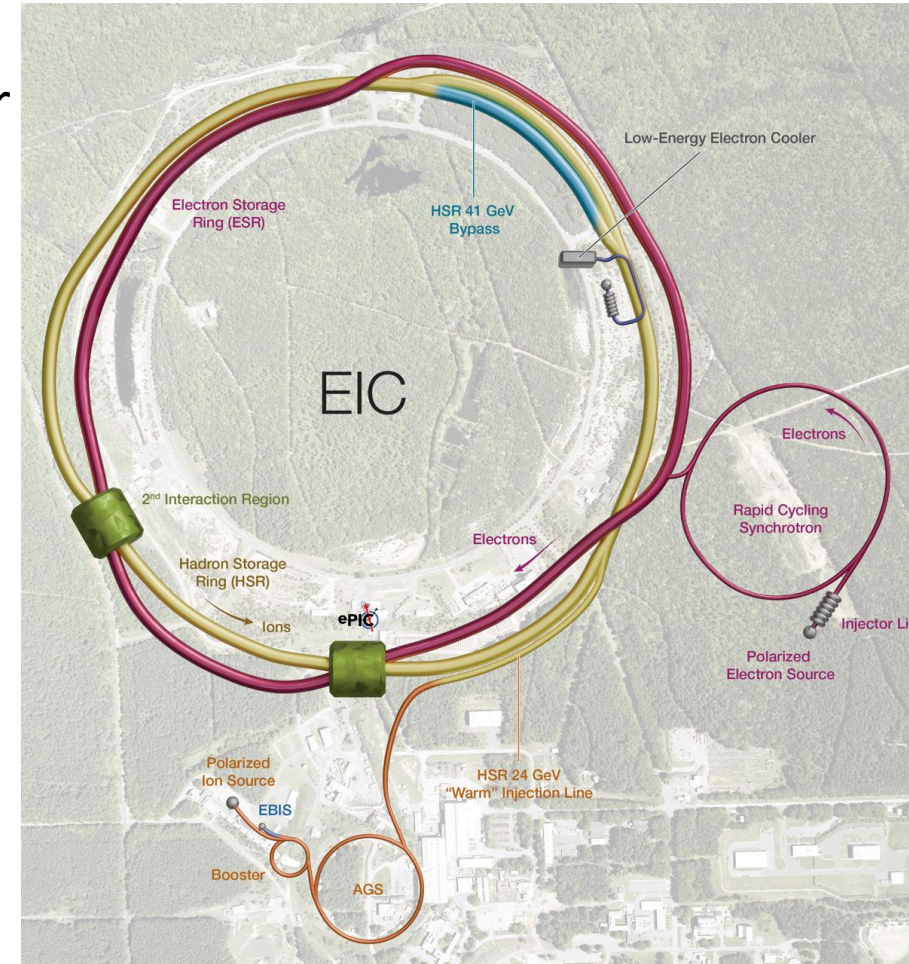 r
Low-Energy Electron Cooler
Electron Storage
Ring (ESR)
HSR 41 GeV
Bypass
EIC
Electrons
2nd Interaction Region
Rapid Cycling
Synchrotron
Electrons
Hadron Storage
Ring (HSR)
ePIC
Ions
Injector Li
Polarized
Electron Source
Polarized
Ion Source
HSR 24 GeV
“Warm” Injection Line
EBIS
Booster
AGS